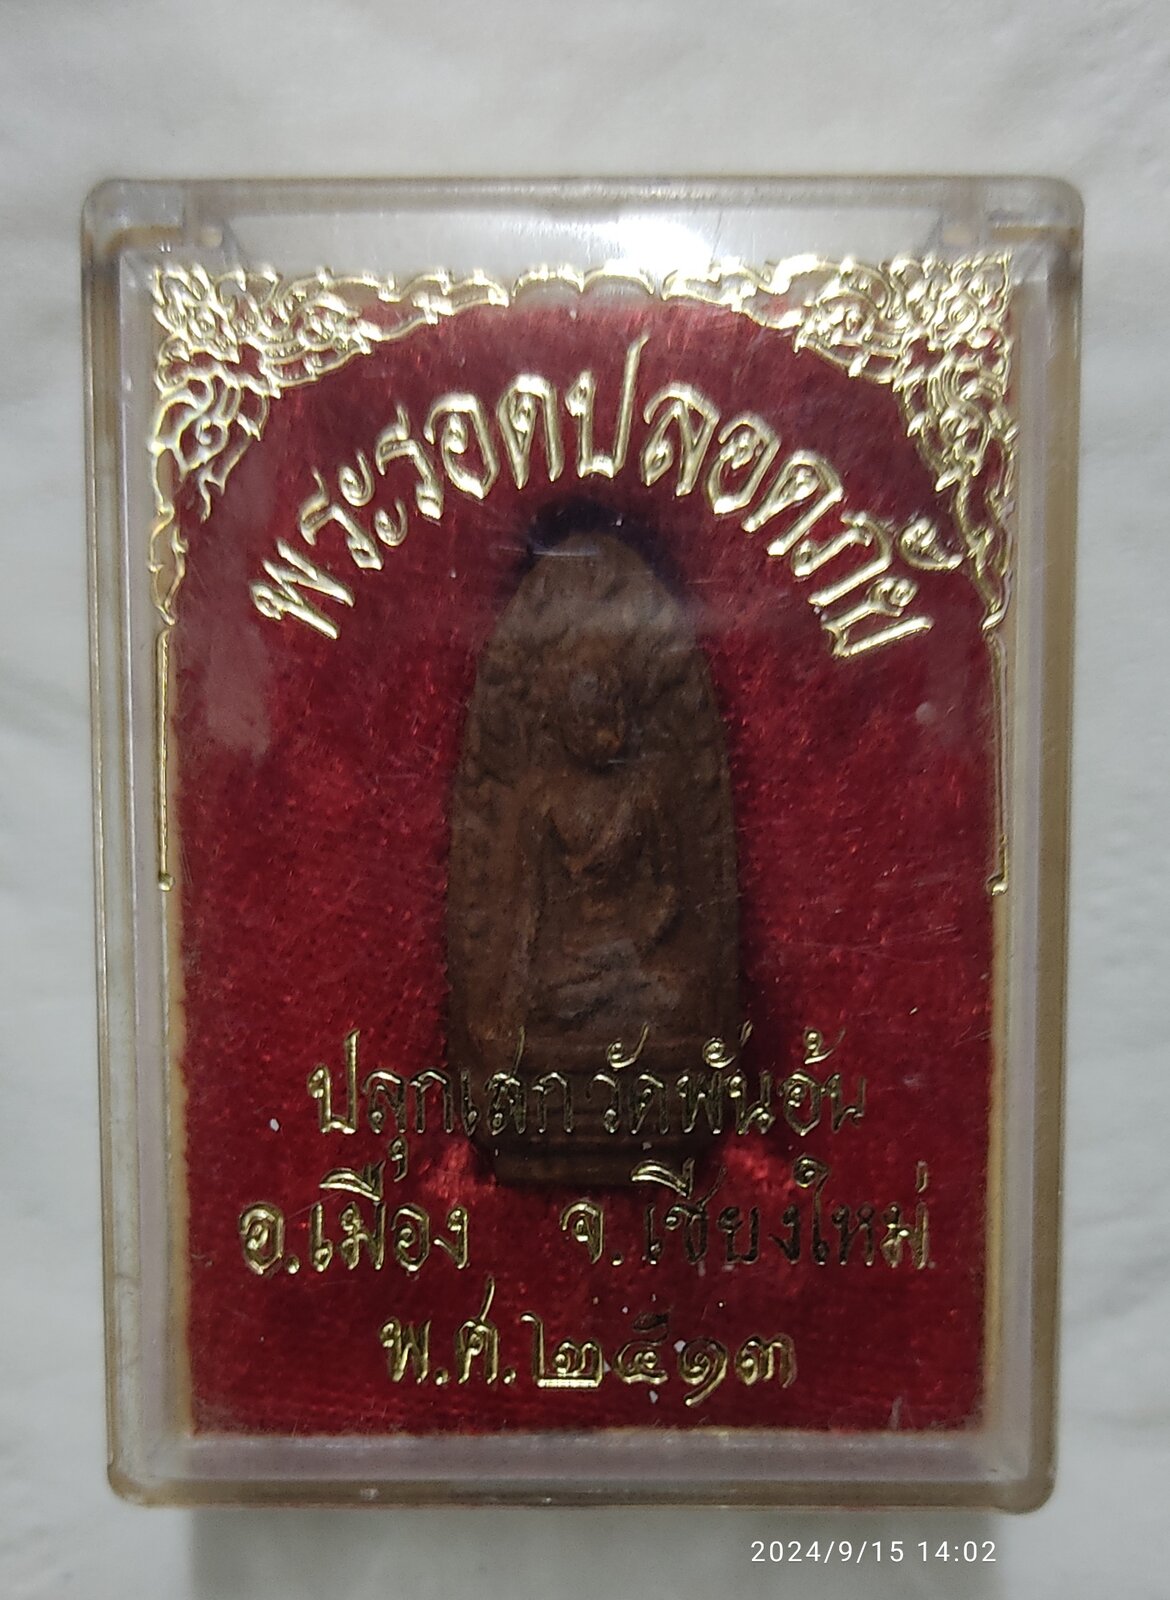 พระรอดปลอดภัย
ปลุกเสก วัดพันอ้น
อ.เมือง จ.เชียงใหม่
พ.ศ.๒๕๑๓
2024/9/15 14:02